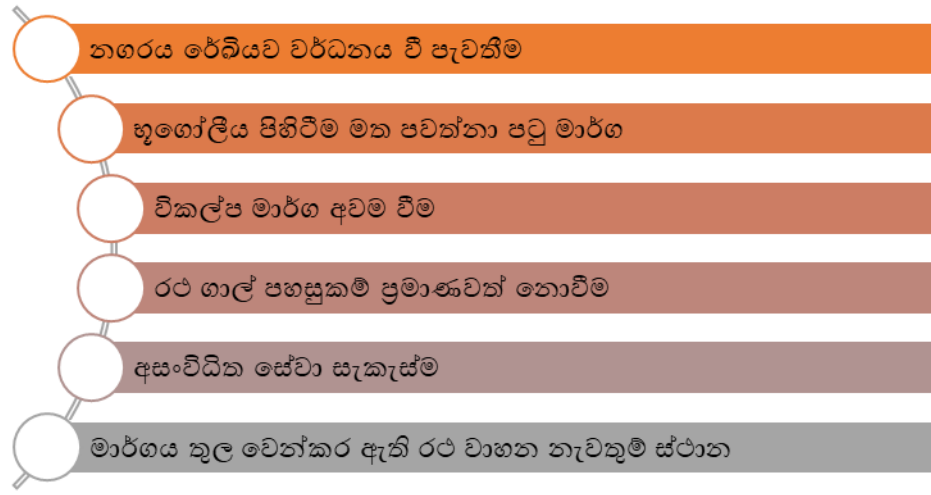 නගරය රේඛියව වර්ධනය වී පැවතීම
භූගෝලීය පිහිටීම මත පවත්නා පටු මාර්ග
විකල්ප මාර්ග අවම වීම
රථ ගාල් පහසුකම් ප්‍රමාණවත් නොවීම
අසංවිධිත සේවා සැකැස්ම
මාර්ගය තුල වෙන්කර ඇති රථ වාහන නැවතුම් ස්ථාන